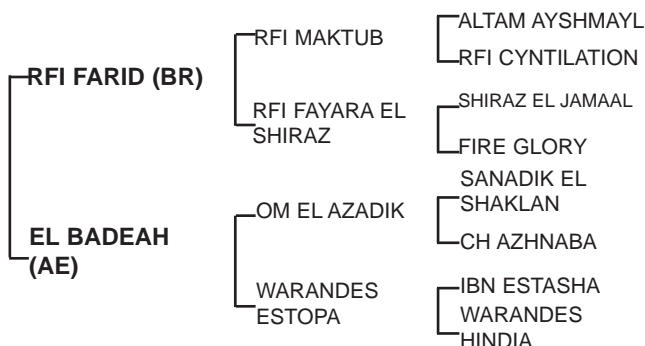 RFI FARID (BR)
RFI MAKTUB
ALTAM AYSHMAYL
RFI CYNTILATION
RFI FAYARA EL
SHIRAZ
SHIRAZ EL JAMAAL
FIRE GLORY
EL BADEAH
(AE)
OM EL AZADIK
SANADIK EL
SHAKLAN
CH AZHNABA
WARANDES
ESTOPA
IBN ESTASHA
WARANDES
HINDIA